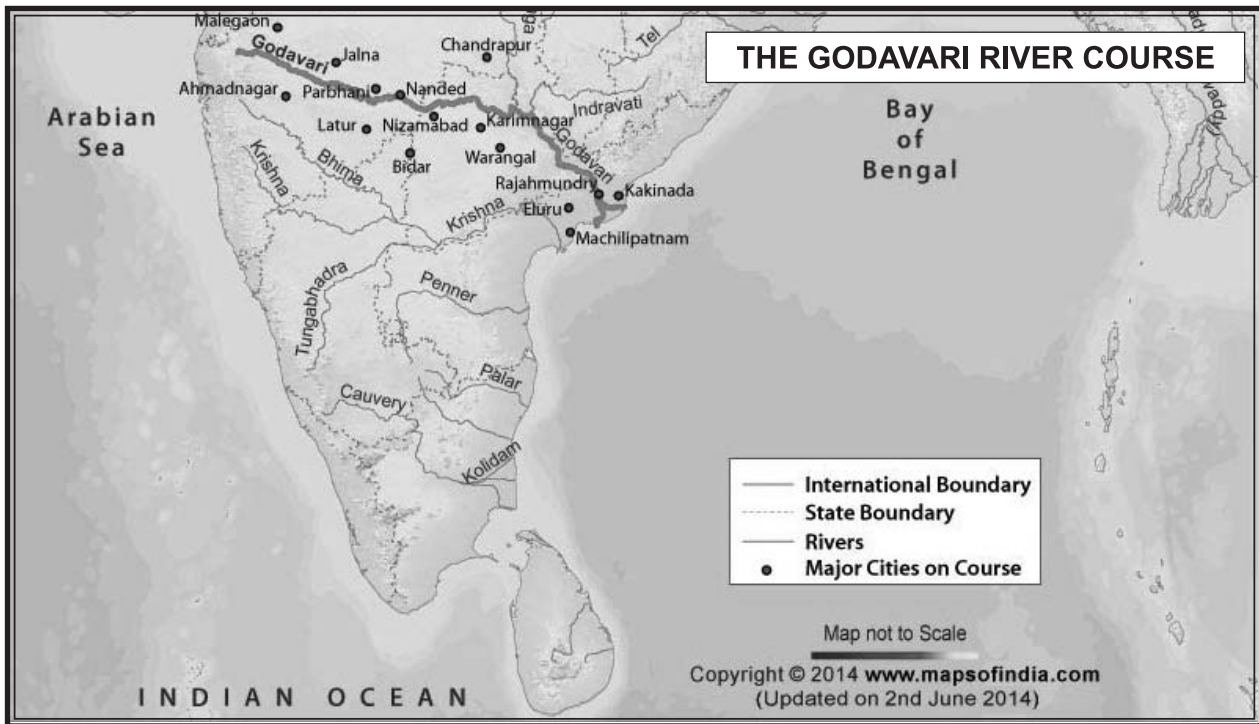 THE GODAVARI RIVER COURSE
Malegaon
Godavari
Jalna
Chandrapur
Tel
Ahmadnagar
Parbhani
Nanded
Indravati
Arabian
Sea
Bay
of
Bengal
Latur
Nizamabad
Karimnagar
Godavari
Krishna
Bhima
Bidar
Warangal
Rajahmundry
Kakinada
Krishna
Eluru
Machilipatnam
Tungabhadra
Penner
Palar
Cauvery
Kolidam
International Boundary
State Boundary
Rivers
Major Cities on Course
Map not to Scale
Copyright © 2014 www.mapsofindia.com
(Updated on 2nd June 2014)
INDIAN OCEAN